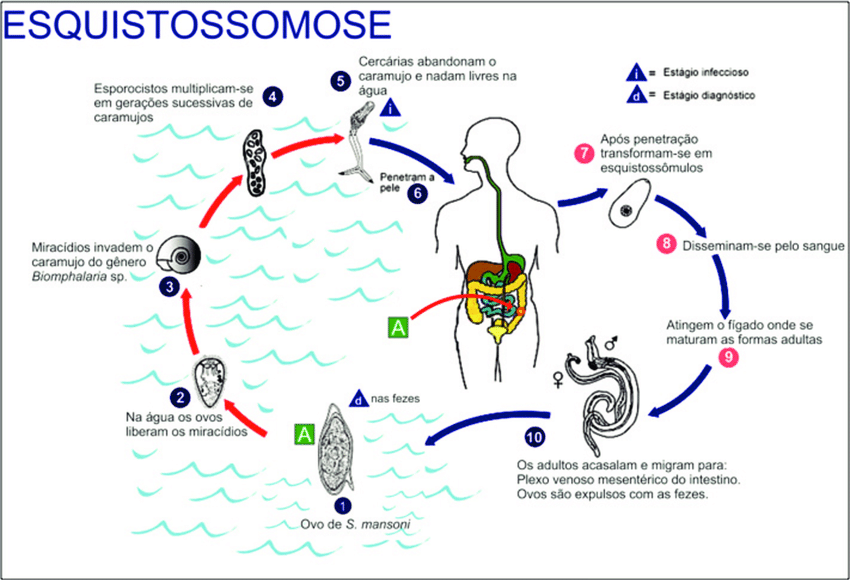 ESQUISTOSSOMOSE
i = Estágio infeccioso
d = Estágio diagnóstico
5 Cercárias abandonam o
caramujo e nadam livres na
água
i
Esporocistos multiplicam-se
em gerações sucessivas de
caramujos
4
Penetram a
pele
6
7 Após penetração
transformam-se em
esquistossômulos
8 Disseminam-se pelo sangue
Miracídios invadem o
caramujo do gênero
Biomphalaria sp.
3
A
Atingem o fígado onde se
maturam as formas adultas
9
♂
♀
2
Na água os ovos
liberam os miracídios
d nas fezes
A
1
Ovo de S. mansoni
10
Os adultos acasalam e migram para:
Plexo venoso mesentérico do intestino.
Ovos são expulsos com as fezes.